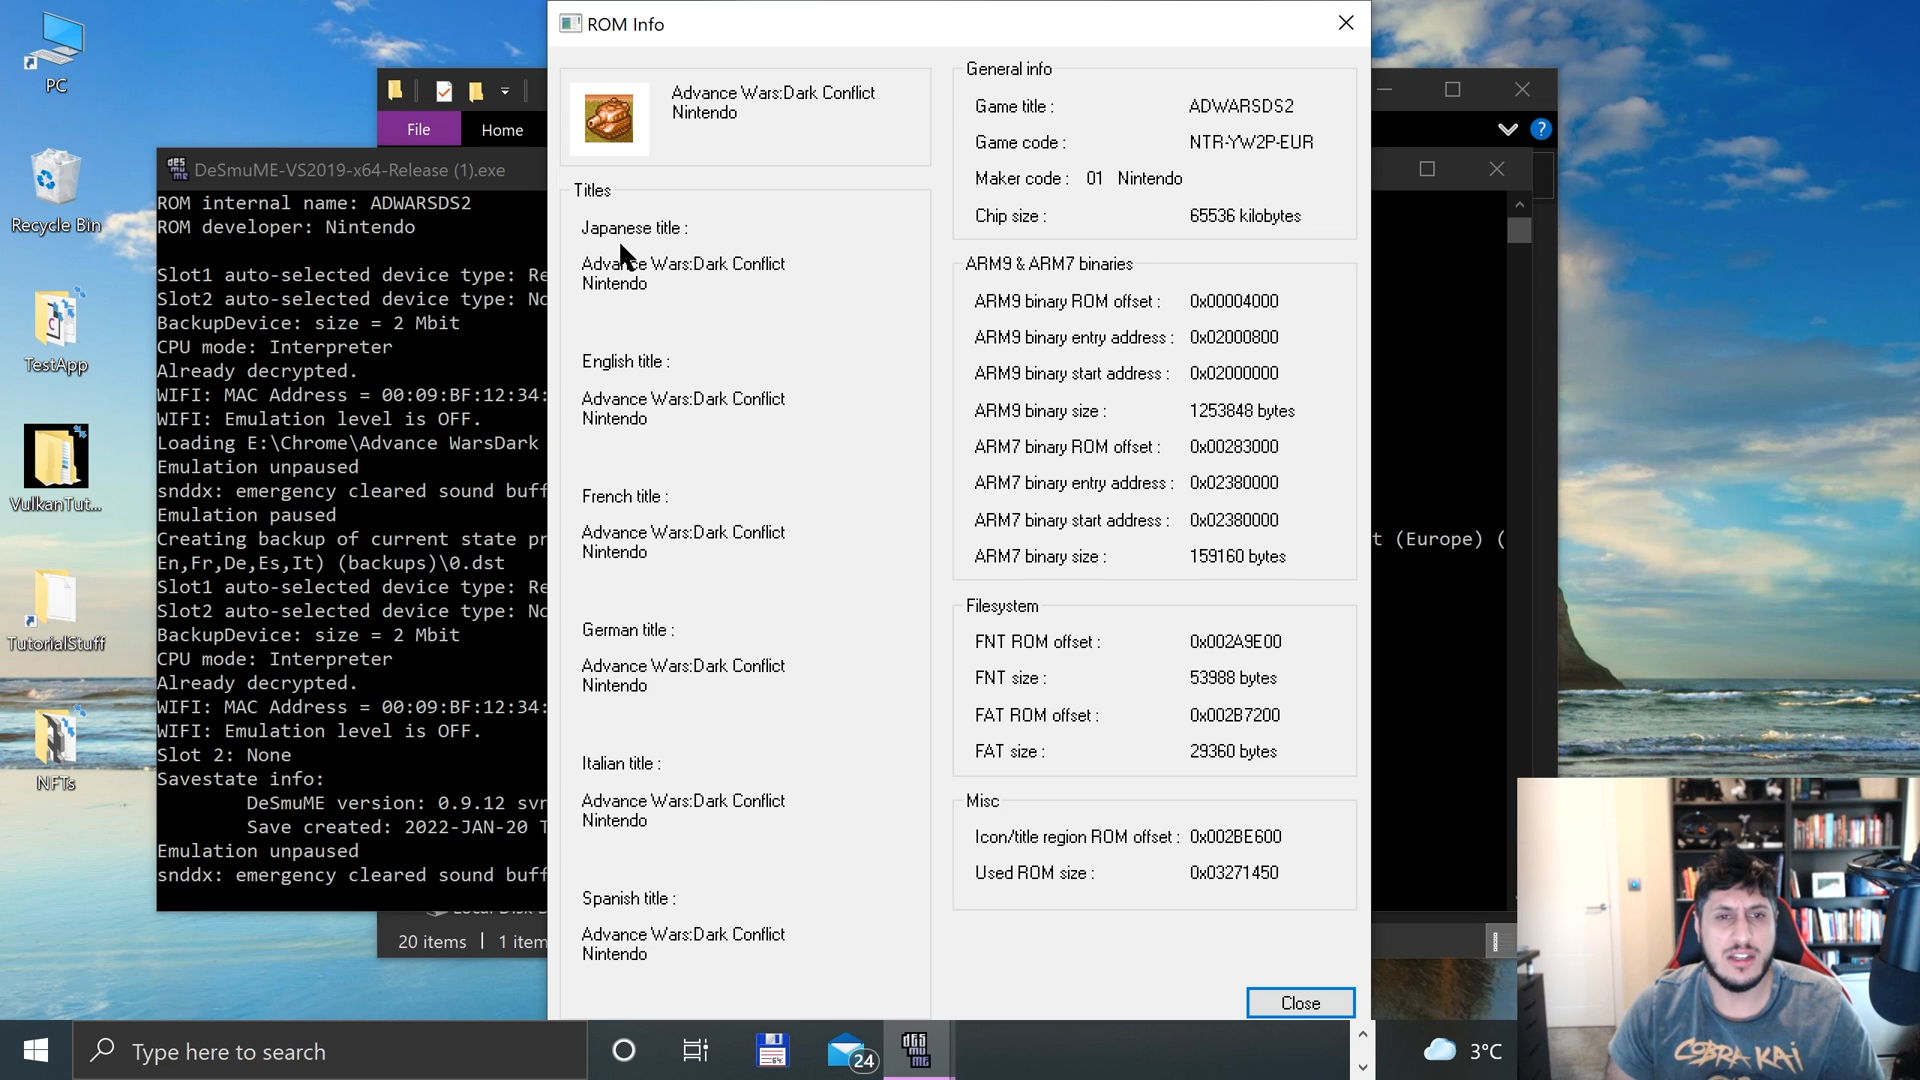 PC
Recycle Bin
TestApp
VulkanTut...
TutorialStuff
NFTs
File
Home
DeSmuME-VS2019-x64-Release (1).exe
ROM internal name: ADWARSDS2
ROM developer: Nintendo
Slot1 auto-selected device type: Re
Slot2 auto-selected device type: No
BackupDevice: size = 2 Mbit
CPU mode: Interpreter
Already decrypted.
WIFI: MAC Address = 00:09:BF:12:34:
WIFI: Emulation level is OFF.
Loading E:\Chrome\Advance WarsDark
Emulation unpaused
snddx: emergency cleared sound buff
Emulation paused
Creating backup of current state pr
t (Europe) (
En,Fr,De,Es,It) (backups)\0.dst
Slot1 auto-selected device type: Re
Slot2 auto-selected device type: No
BackupDevice: size = 2 Mbit
CPU mode: Interpreter
Already decrypted.
WIFI: MAC Address = 00:09:BF:12:34:
WIFI: Emulation level is OFF.
Slot 2: None
Savestate info:
DeSmuME version: 0.9.12 svn
Save created: 2022-JAN-20 T
Emulation unpaused
snddx: emergency cleared sound buff
20 items
1 item
ROM Info
Advance Wars:Dark Conflict
Nintendo
Titles
Japanese title :
Advance Wars:Dark Conflict
Nintendo
English title :
Advance Wars:Dark Conflict
Nintendo
French title :
Advance Wars:Dark Conflict
Nintendo
German title :
Advance Wars:Dark Conflict
Nintendo
Italian title :
Advance Wars:Dark Conflict
Nintendo
Spanish title :
Advance Wars:Dark Conflict
Nintendo
General info
Game title : ADWARSDS2
Game code : NTR-YW2P-EUR
Maker code : 01 Nintendo
Chip size : 65536 kilobytes
ARM9 & ARM7 binaries
ARM9 binary ROM offset : 0x00004000
ARM9 binary entry address : 0x02000800
ARM9 binary start address : 0x02000000
ARM9 binary size : 1253848 bytes
ARM7 binary ROM offset : 0x00283000
ARM7 binary entry address : 0x02380000
ARM7 binary start address : 0x02380000
ARM7 binary size : 159160 bytes
Filesystem
FNT ROM offset : 0x002A9E00
FNT size : 53988 bytes
FAT ROM offset : 0x002B7200
FAT size : 29360 bytes
Misc
Icon/title region ROM offset : 0x002BE600
Used ROM size : 0x03271450
Close
Type here to search
64
24
3°C
COBRA KAI